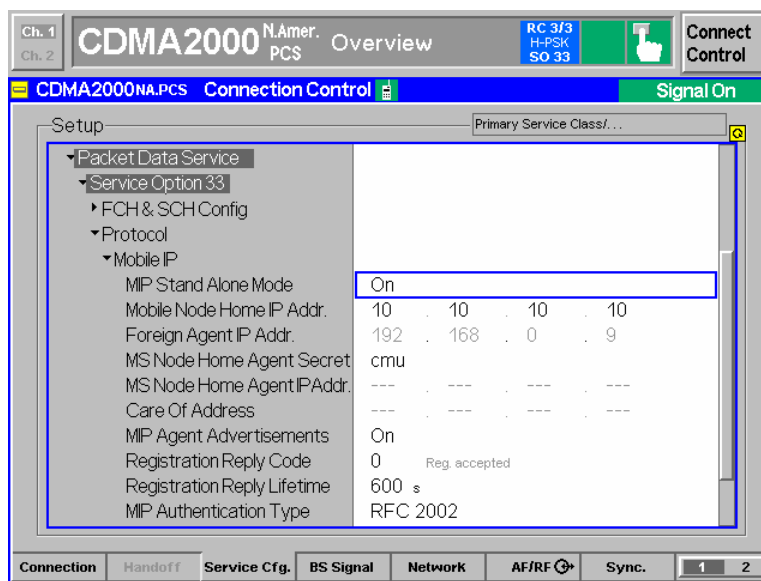 Ch. 1
Ch. 2
CDMA2000 N.Amer. PCS Overview
RC 3/3
H-PSK
SO 33
Connect Control
CDMA2000 NA.PCS Connection Control
Signal On
Setup
Primary Service Class/. . .
Packet Data Service
Service Option 33
FCH & SCH Config
Protocol
Mobile IP
MIP Stand Alone Mode On
Mobile Node Home IP Addr. 10 . 10 . 10 . 10
Foreign Agent IP Addr. 192 . 168 . 0 . 9
MS Node Home Agent Secret cmu
MS Node Home Agent IPAddr. --- . --- . --- . ---
Care Of Address --- . --- . --- . ---
MIP Agent Advertisements On
Registration Reply Code 0 Reg. accepted
Registration Reply Lifetime 600 s
MIP Authentication Type RFC 2002
Connection Handoff Service Cfg. BS Signal Network AF/RF Sync. 1 2